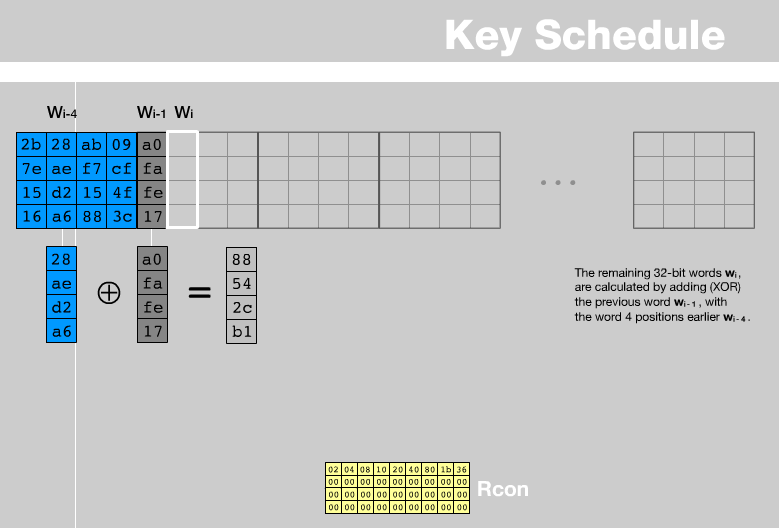 Key Schedule
Wi-4 Wi-1 Wi
2b 28 ab 09 a0
7e ae f7 cf fa
15 d2 15 4f fe
16 a6 88 3c 17
28 a0 88
ae fa 54
d2 ⊕ fe = 2c
a6 17 b1
The remaining 32-bit words wi,
are calculated by adding (XOR)
the previous word wi-1, with
the word 4 positions earlier wi-4.
02 04 08 10 20 40 80 1b 36
00 00 00 00 00 00 00 00 00
00 00 00 00 00 00 00 00 00
00 00 00 00 00 00 00 00 00
Rcon